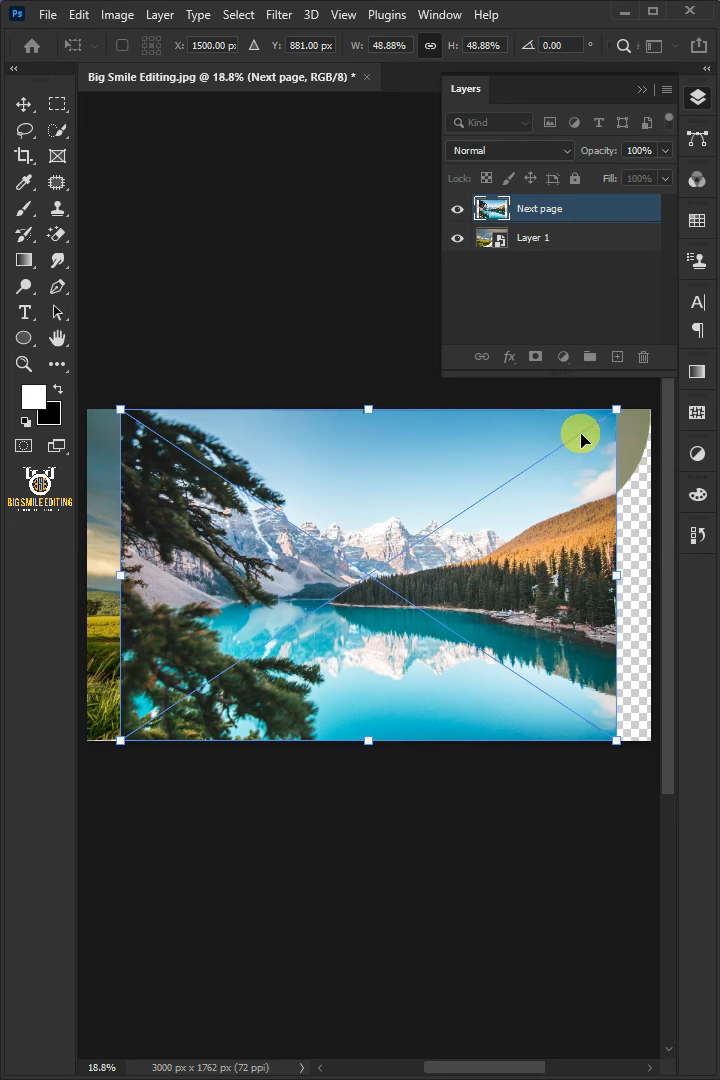 Ps File Edit Image Layer Type Select Filter 3D View Plugins Window Help
X: 1500.00 px Y: 881.00 px W: 48.88% H: 48.88% 0.00 °
Big Smile Editing.jpg @ 18.8% (Next page, RGB/8) * ×
Layers
Kind
Normal Opacity: 100%
Lock: Fill: 100%
Next page
Layer 1
fx
BIG SMILE EDITING
18.8% 3000 px x 1762 px (72 ppi)